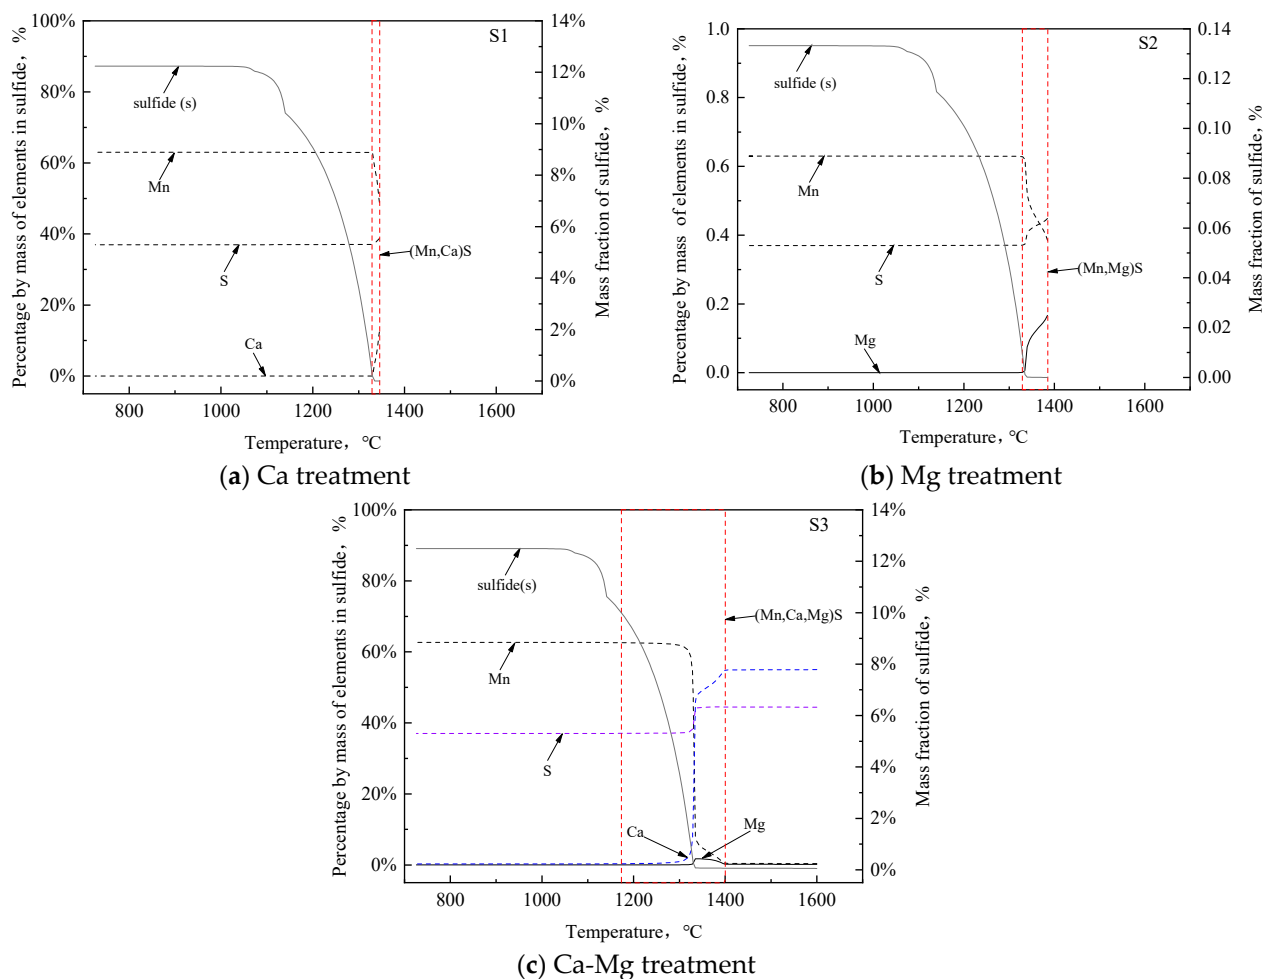 Percentage by mass of elements in sulfide, %
100%
80%
60%
40%
20%
0%
S1
sulfide (s)
Mn
S
Ca
(Mn,Ca)S
14%
12%
10%
8%
6%
4%
2%
0%
Mass fraction of sulfide, %
800 1000 1200 1400 1600
Temperature, °C
(a) Ca treatment
Percentage by mass of elements in sulfide, %
1.0
0.8
0.6
0.4
0.2
0.0
S2
sulfide (s)
Mn
S
Mg
(Mn,Mg)S
0.14
0.12
0.10
0.08
0.06
0.04
0.02
0.00
Mass fraction of sulfide, %
800 1000 1200 1400 1600
Temperature, °C
(b) Mg treatment
Percentage by mass of elements in sulfide, %
100%
80%
60%
40%
20%
0%
S3
sulfide(s)
Mn
S
Ca
Mg
(Mn,Ca,Mg)S
14%
12%
10%
8%
6%
4%
2%
0%
Mass fraction of sulfide, %
800 1000 1200 1400 1600
Temperature, °C
(c) Ca-Mg treatment